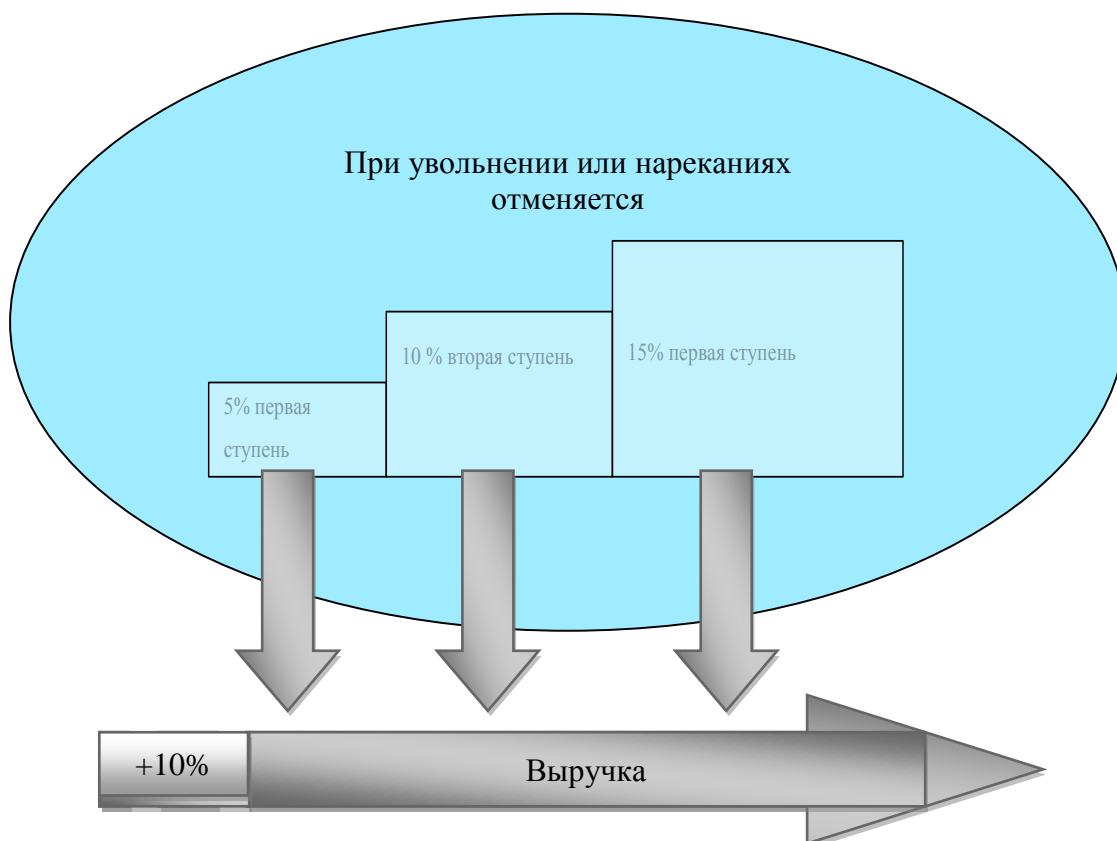 При увольнении или нареканиях
отменяется
5% первая
ступень
10 % вторая ступень
15% первая ступень
+10%
Выручка